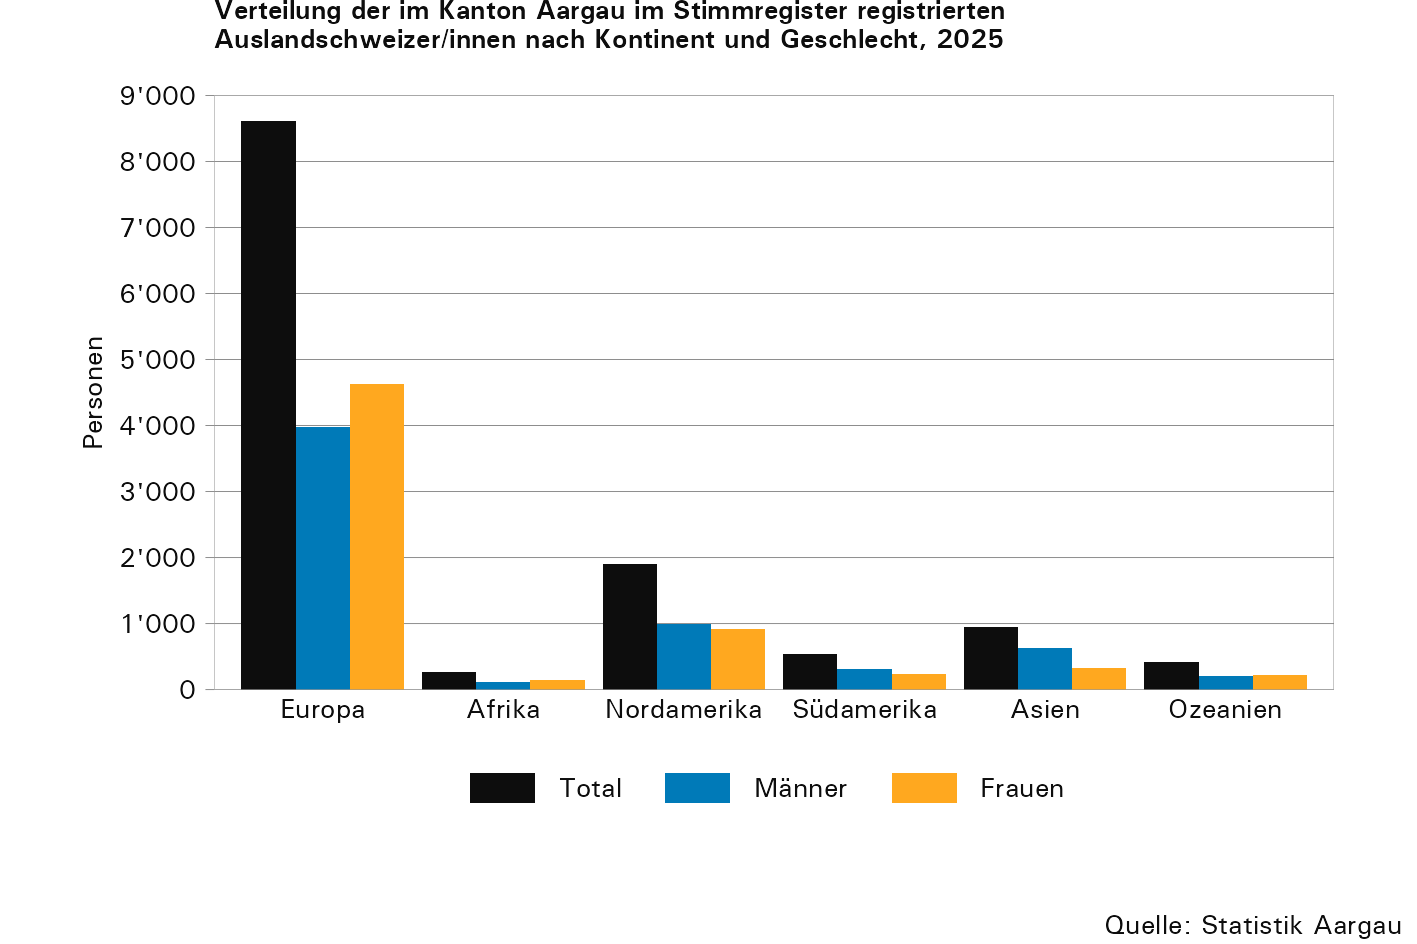 Verteilung der im Kanton Aargau im Stimmregister registrierten
Auslandschweizer/innen nach Kontinent und Geschlecht, 2025
9'000
8'000
7'000
6'000
5'000
4'000
3'000
2'000
1'000
0
Personen
Europa Afrika Nordamerika Südamerika Asien Ozeanien
Total Männer Frauen
Quelle: Statistik Aargau